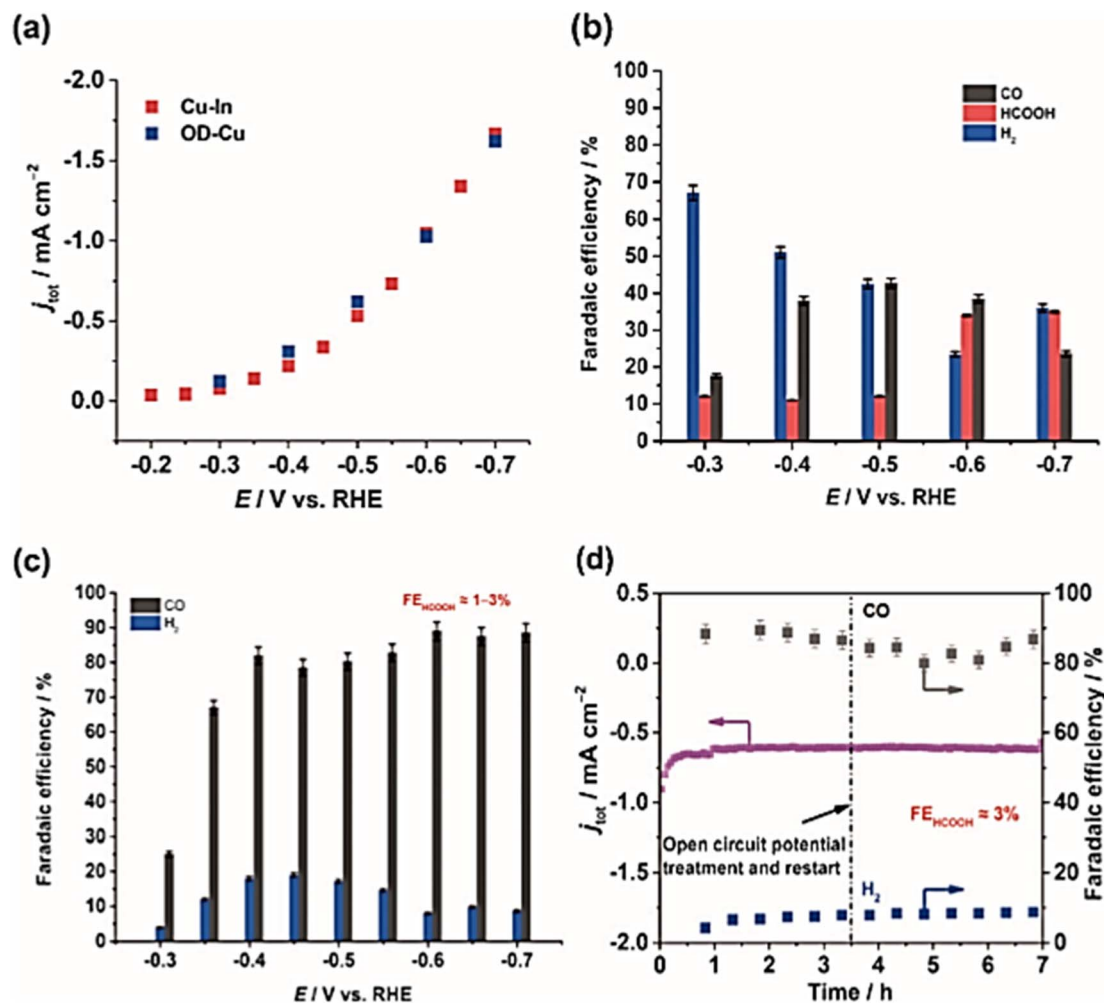 (a)
-2.0
-1.5
-1.0
-0.5
0.0
j_tot / mA cm⁻²
Cu-In
OD-Cu
-0.2 -0.3 -0.4 -0.5 -0.6 -0.7
E / V vs. RHE
(b)
100
90
80
70
60
50
40
30
20
10
0
Faradaic efficiency / %
CO
HCOOH
H₂
-0.3 -0.4 -0.5 -0.6 -0.7
E / V vs. RHE
(c)
100
90
80
70
60
50
40
30
20
10
0
Faradaic efficiency / %
CO
H₂
FE_HCOOH ≈ 1–3%
-0.3 -0.4 -0.5 -0.6 -0.7
E / V vs. RHE
(d)
0.5
0.0
-0.5
-1.0
-1.5
-2.0
j_tot / mA cm⁻²
CO
FE_HCOOH ≈ 3%
Open circuit potential
treatment and restart
H₂
100
80
60
40
20
0
Faradaic efficiency / %
0 1 2 3 4 5 6 7
Time / h